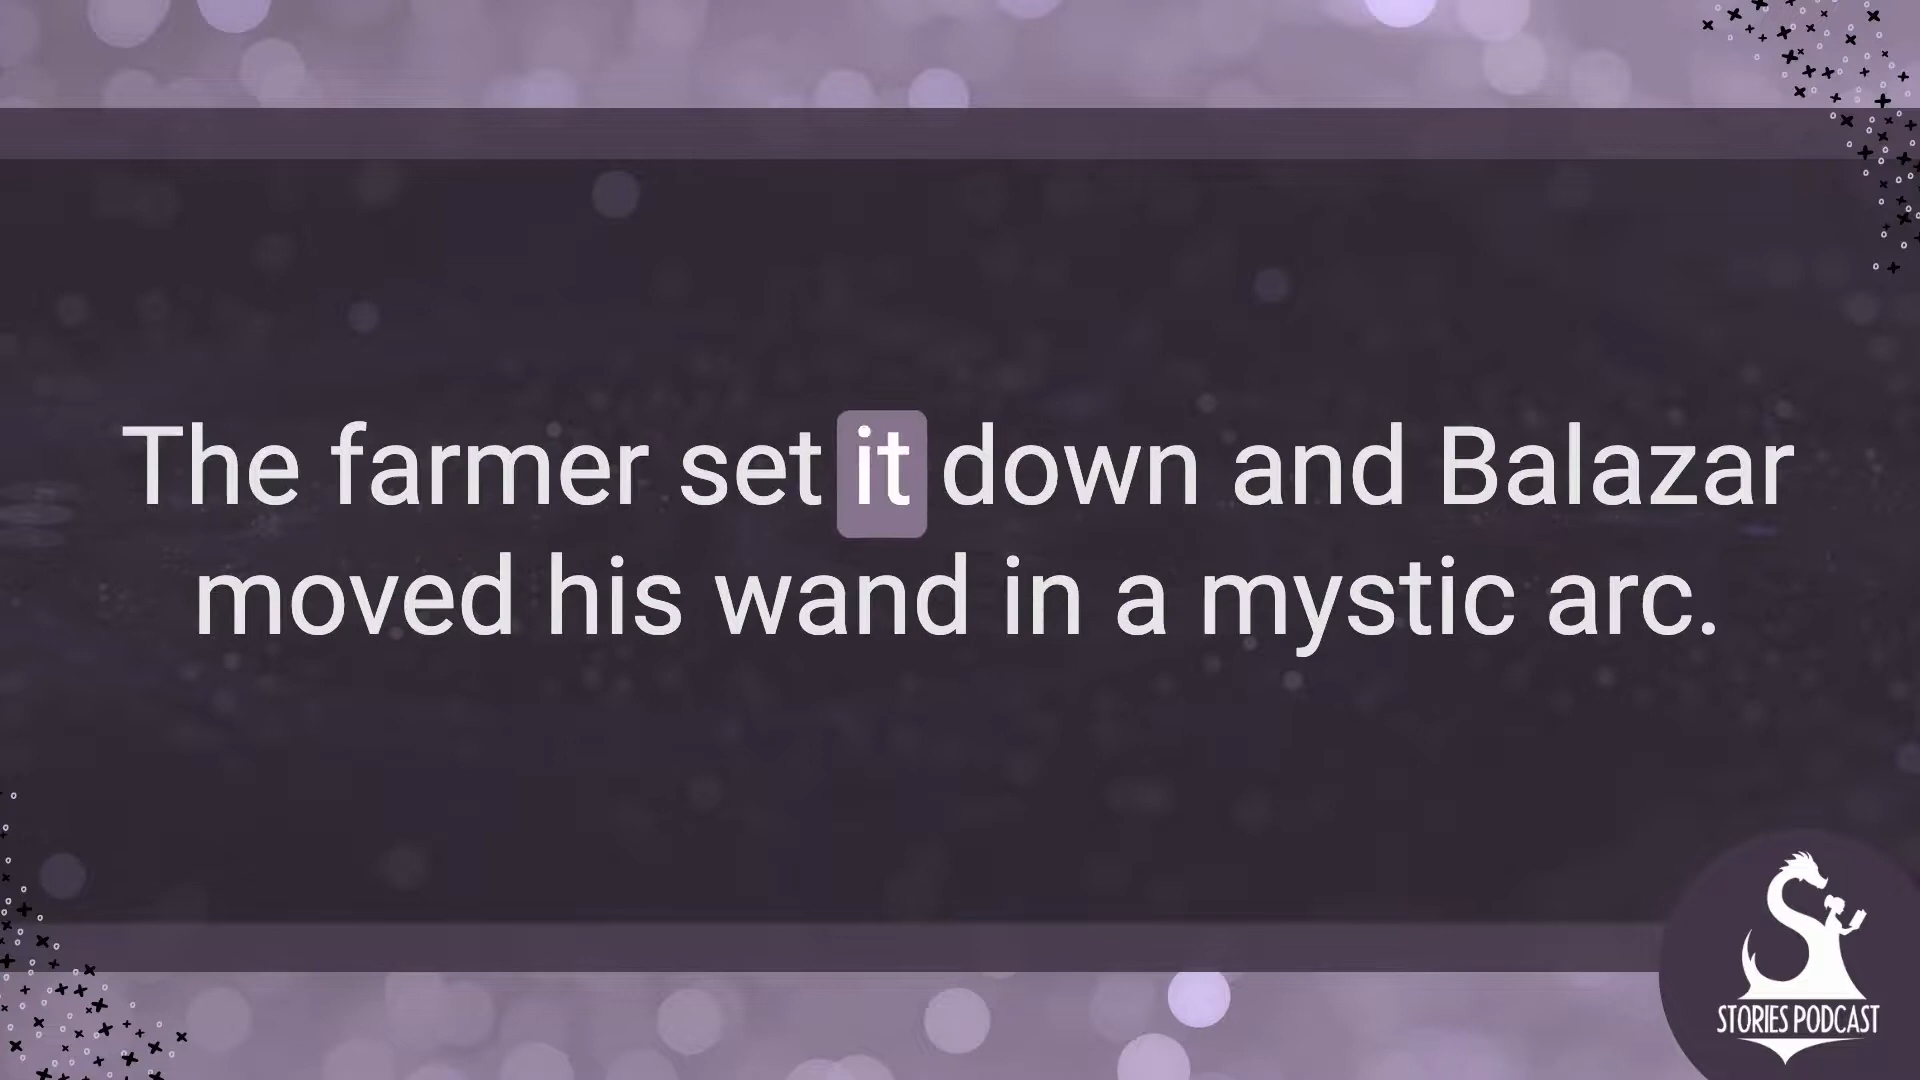 The farmer set it down and Balazar
moved his wand in a mystic arc.
STORIES PODCAST